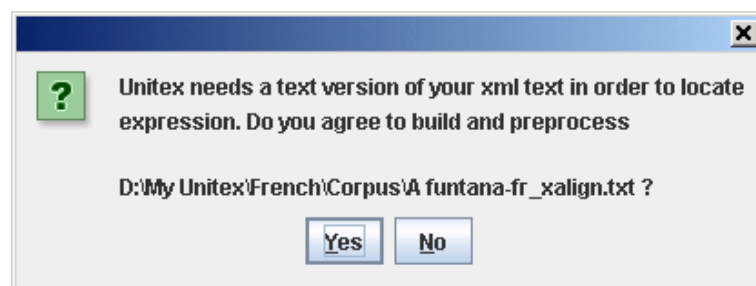 Unitex needs a text version of your xml text in order to locate
expression. Do you agree to build and preprocess
D:\My Unitex\French\Corpus\A funtana-fr_xalign.txt ?
Yes No